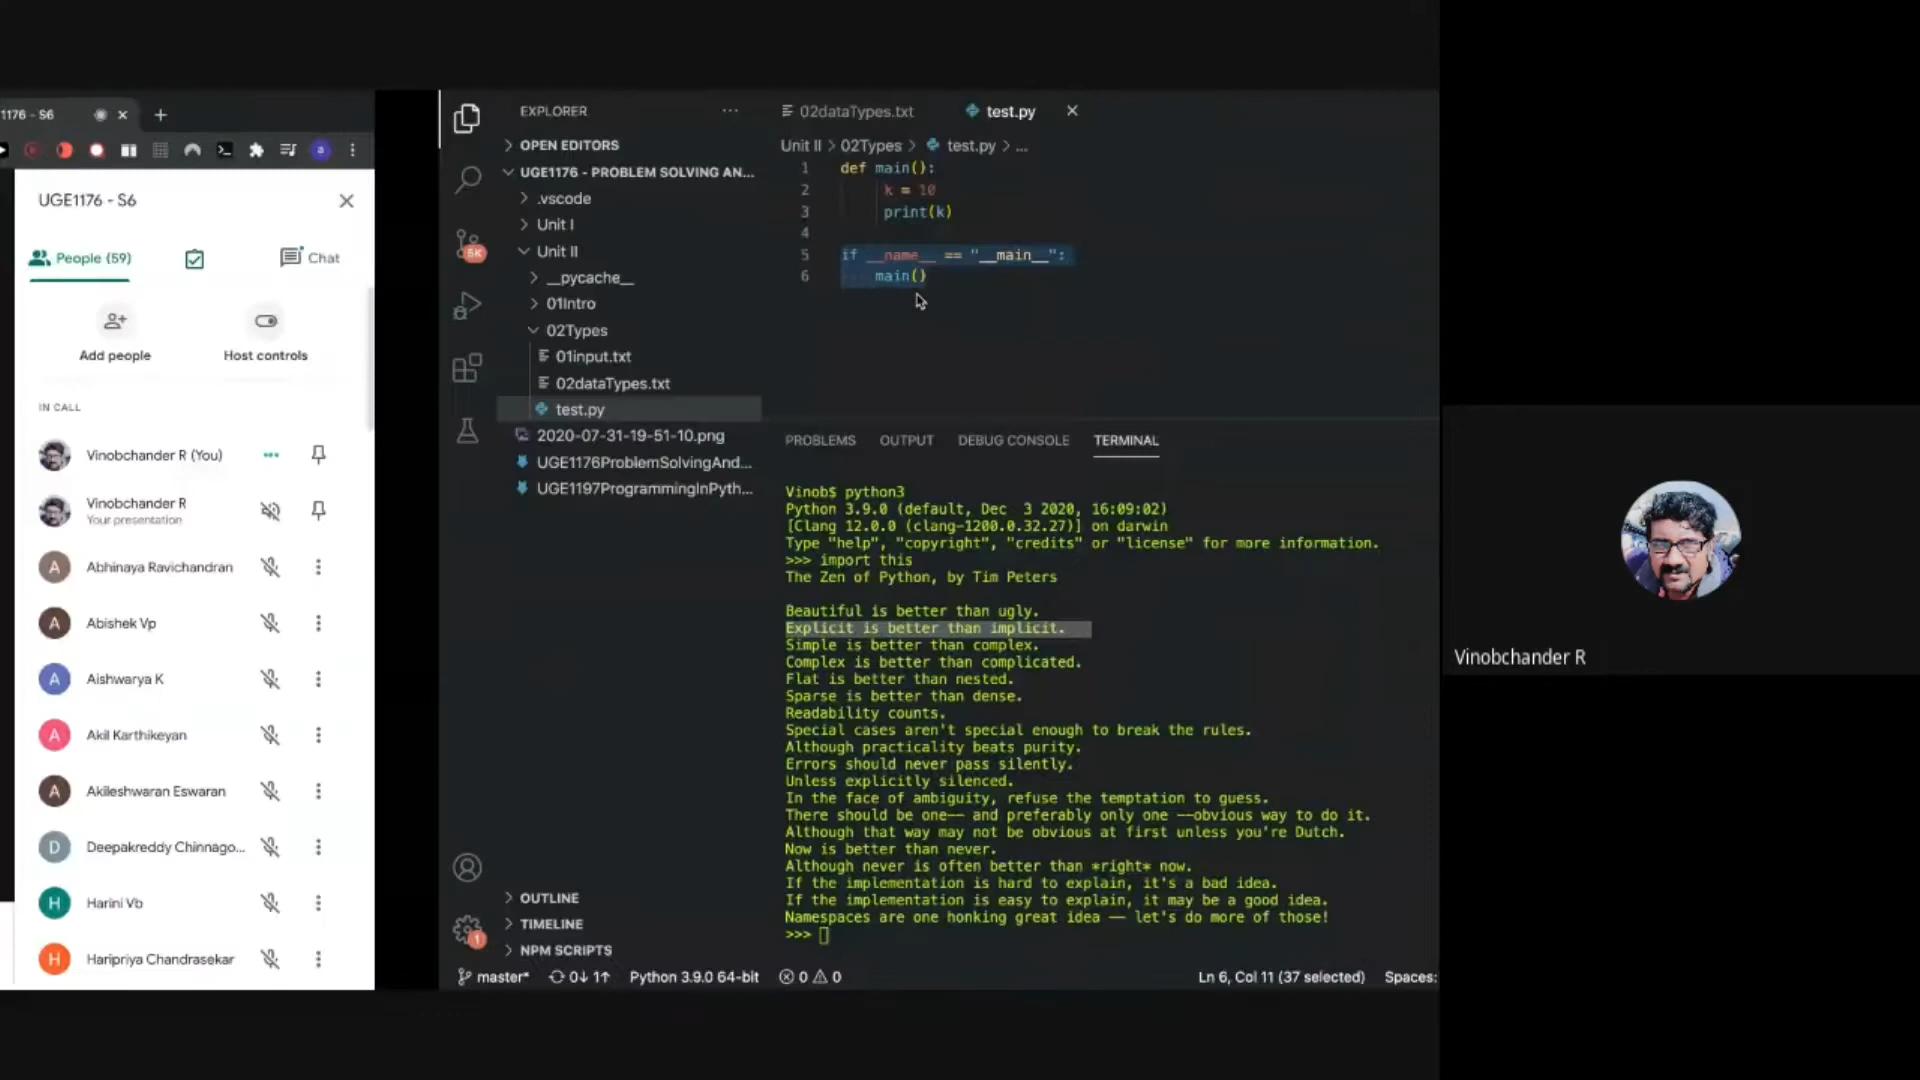 1176 - S6
UGE1176 - S6
People (59)
Chat
Add people
Host controls
IN CALL
Vinobchander R (You)
Vinobchander R
Your presentation
A
Abhinaya Ravichandran
A
Abishek Vp
A
Aishwarya K
A
Akil Karthikeyan
A
Akileshwaran Eswaran
D
Deepakreddy Chinnago...
H
Harini Vb
H
Haripriya Chandrasekar
EXPLORER
OPEN EDITORS
UGE1176 - PROBLEM SOLVING AN...
.vscode
Unit I
Unit II
__pycache__
01Intro
02Types
01input.txt
02dataTypes.txt
test.py
2020-07-31-19-51-10.png
UGE1176ProblemSolvingAnd...
UGE1197ProgrammingInPyth...
5K
1
OUTLINE
TIMELINE
NPM SCRIPTS
02dataTypes.txt
test.py
Unit II > 02Types > test.py > ...
1 def main():
2 k = 10
3 print(k)
4
5 if __name__ == "__main__":
6 main()
PROBLEMS OUTPUT DEBUG CONSOLE TERMINAL
Vinob$ python3
Python 3.9.0 (default, Dec 3 2020, 16:09:02)
[Clang 12.0.0 (clang-1200.0.32.27)] on darwin
Type "help", "copyright", "credits" or "license" for more information.
>>> import this
The Zen of Python, by Tim Peters
Beautiful is better than ugly.
Explicit is better than implicit.
Simple is better than complex.
Complex is better than complicated.
Flat is better than nested.
Sparse is better than dense.
Readability counts.
Special cases aren't special enough to break the rules.
Although practicality beats purity.
Errors should never pass silently.
Unless explicitly silenced.
In the face of ambiguity, refuse the temptation to guess.
There should be one-- and preferably only one --obvious way to do it.
Although that way may not be obvious at first unless you're Dutch.
Now is better than never.
Although never is often better than *right* now.
If the implementation is hard to explain, it's a bad idea.
If the implementation is easy to explain, it may be a good idea.
Namespaces are one honking great idea -- let's do more of those!
>>>
master* 0↓ 1↑ Python 3.9.0 64-bit 0 0 Ln 6, Col 11 (37 selected) Spaces:
Vinobchander R